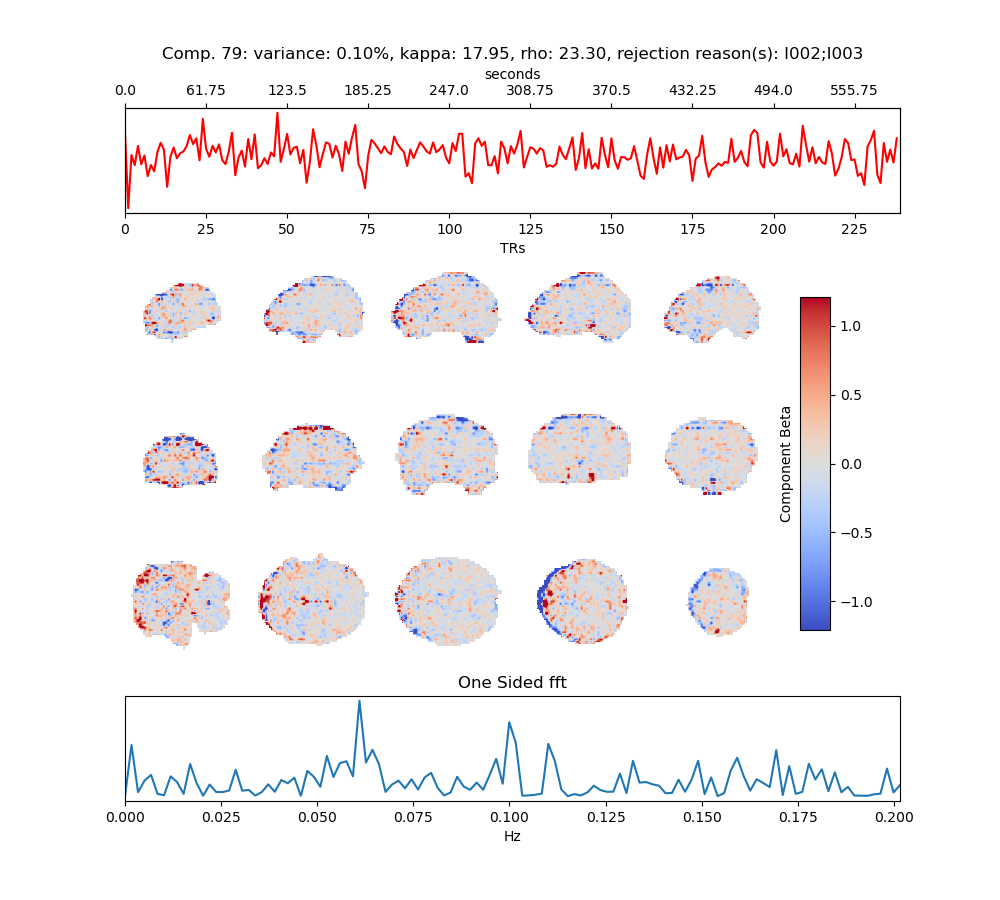 Comp. 79: variance: 0.10%, kappa: 17.95, rho: 23.30, rejection reason(s): I002;I003
seconds
0.0 61.75 123.5 185.25 247.0 308.75 370.5 432.25 494.0 555.75
0 25 50 75 100 125 150 175 200 225
TRs
1.0
0.5
0.0
−0.5
−1.0
Component Beta
One Sided fft
0.000 0.025 0.050 0.075 0.100 0.125 0.150 0.175 0.200
Hz